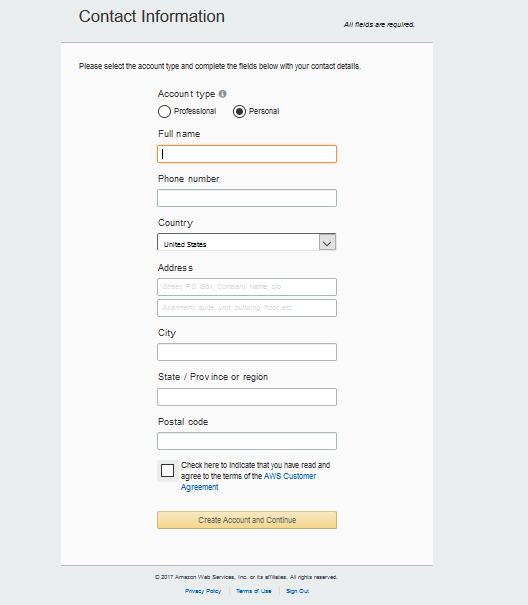 Contact Information
All fields are required.
Please select the account type and complete the fields below with your contact details.
Account type
Professional
Personal
Full name
Phone number
Country
United States
Address
Street, P.O. Box, Company Name, c/o
Apartment, suite, unit, building, floor, etc.
City
State / Province or region
Postal code
Check here to indicate that you have read and
agree to the terms of the AWS Customer
Agreement
Create Account and Continue
© 2017 Amazon Web Services, Inc. or its affiliates. All rights reserved.
Privacy Policy Terms of Use Sign Out